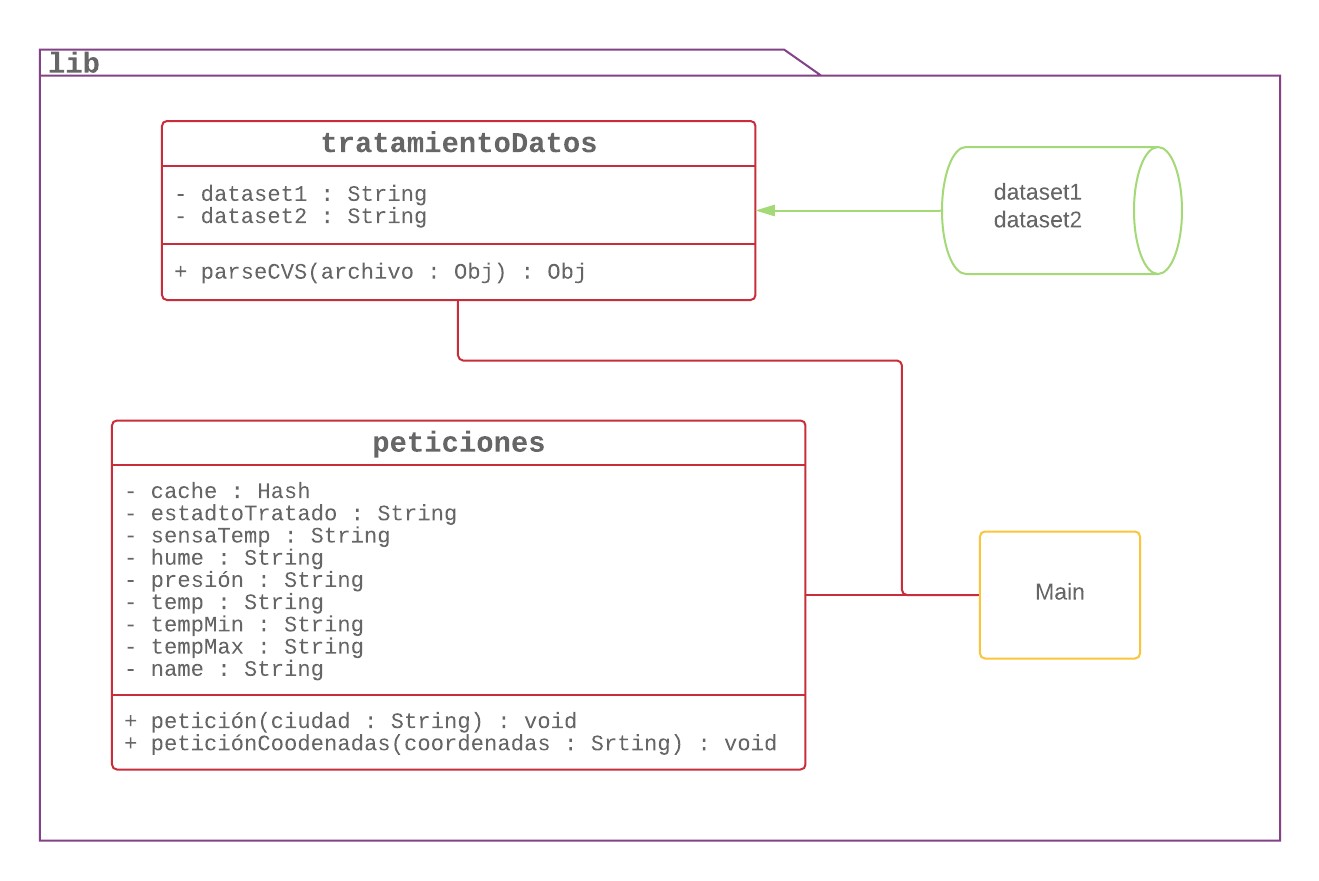 lib
tratamientoDatos
- dataset1 : String
- dataset2 : String
+ parseCVS(archivo : Obj) : Obj
dataset1
dataset2
peticiones
- cache : Hash
- estadtoTratado : String
- sensaTemp : String
- hume : String
- presión : String
- temp : String
- tempMin : String
- tempMax : String
- name : String
+ petición(ciudad : String) : void
+ peticiónCoodenadas(coordenadas : Srting) : void
Main